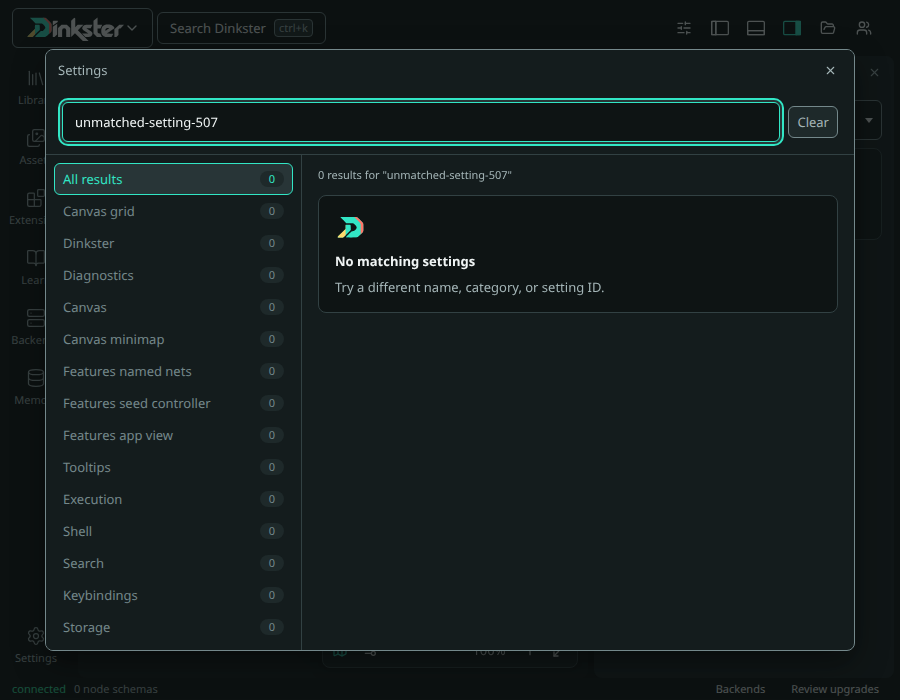 Dinkster
Search Dinkster ctrl+k
Settings
unmatched-setting-507
Clear
All results 0
Canvas grid 0
Dinkster 0
Diagnostics 0
Canvas 0
Canvas minimap 0
Features named nets 0
Features seed controller 0
Features app view 0
Tooltips 0
Execution 0
Shell 0
Search 0
Keybindings 0
Storage 0
0 results for "unmatched-setting-507"
No matching settings
Try a different name, category, or setting ID.
Settings
connected 0 node schemas
Backends Review upgrades